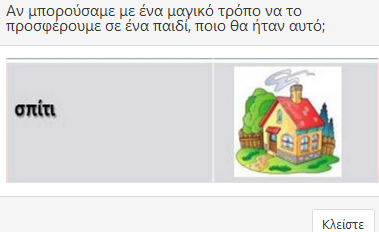 Αν μπορούσαμε με ένα μαγικό τρόπο να το
προσφέρουμε σε ένα παιδί, ποιο θα ήταν αυτό;
σπίτι
Κλείστε